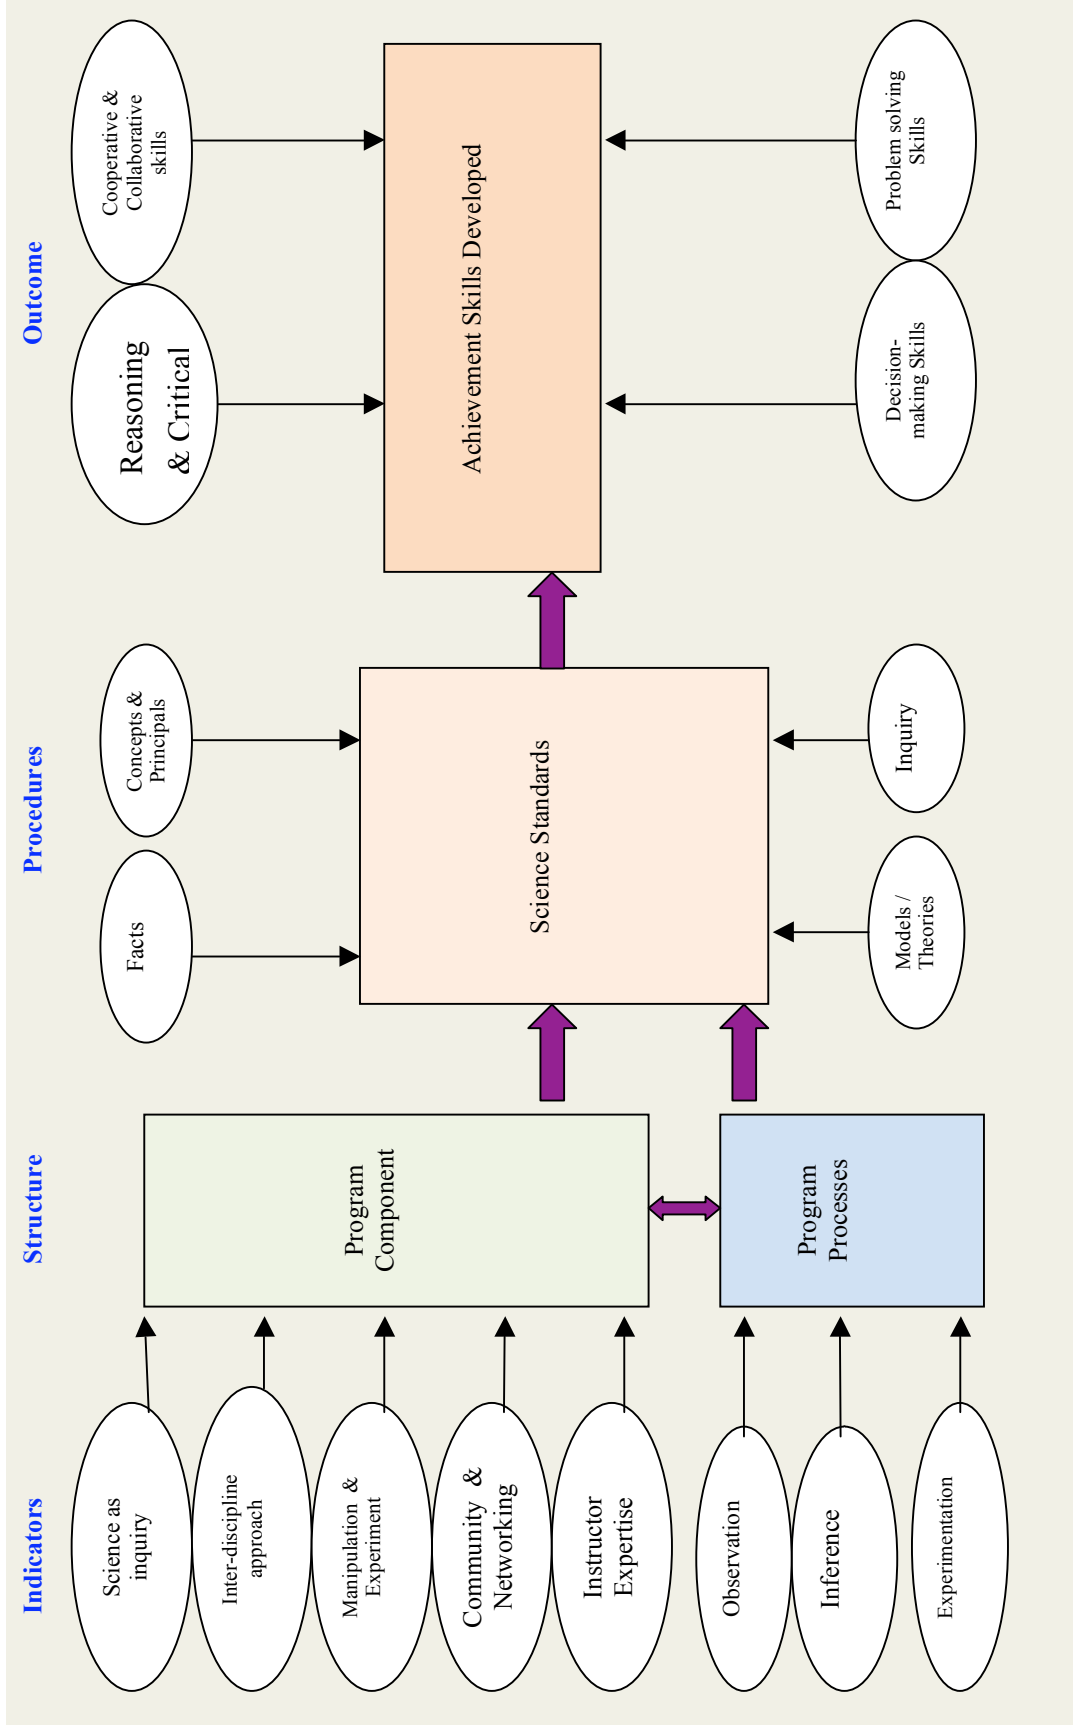 Indicators
Structure
Procedures
Outcome
Science as
inquiry
Inter-discipline
approach
Manipulation &
Experiment
Community &
Networking
Instructor
Expertise
Observation
Inference
Experimentation
Program
Component
Program
Processes
Facts
Concepts &
Principals
Science Standards
Models /
Theories
Inquiry
Reasoning
& Critical
Cooperative &
Collaborative
skills
Achievement Skills Developed
Decision-
making Skills
Problem solving
Skills